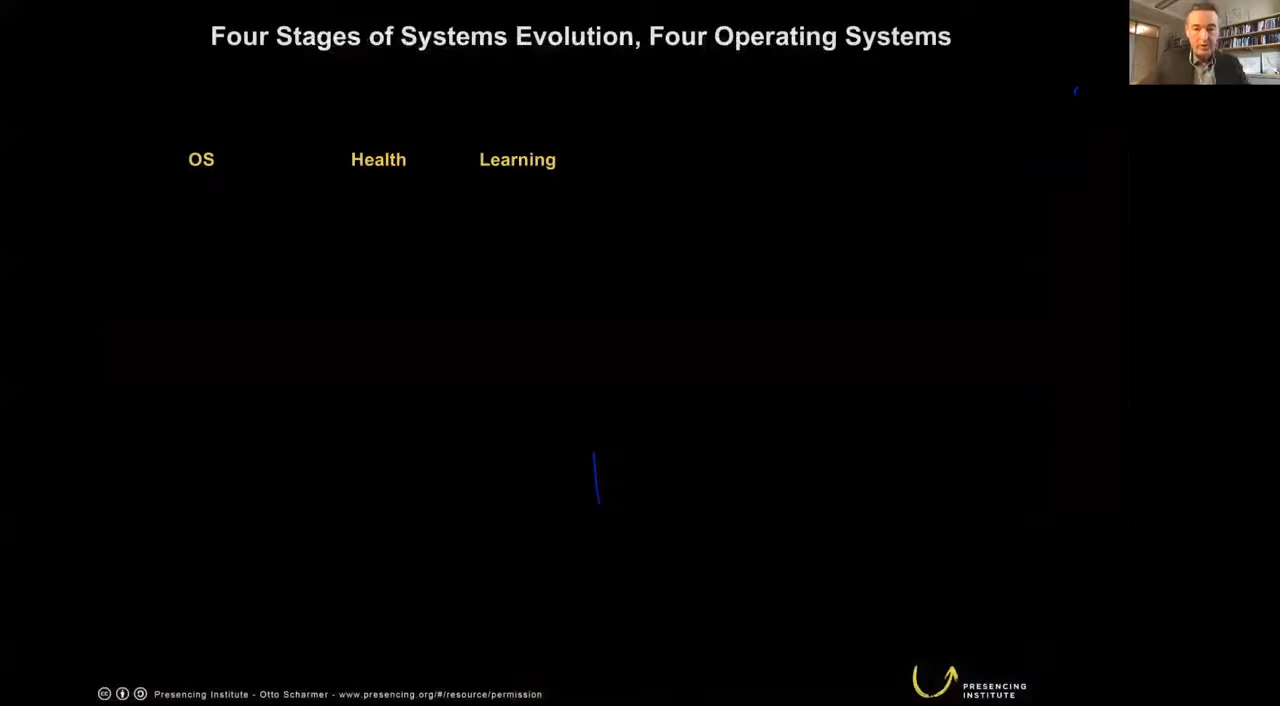 Four Stages of Systems Evolution, Four Operating Systems
OS Health Learning
Presencing Institute - Otto Scharmer - www.presencing.org/#/resource/permission
PRESENCING
INSTITUTE